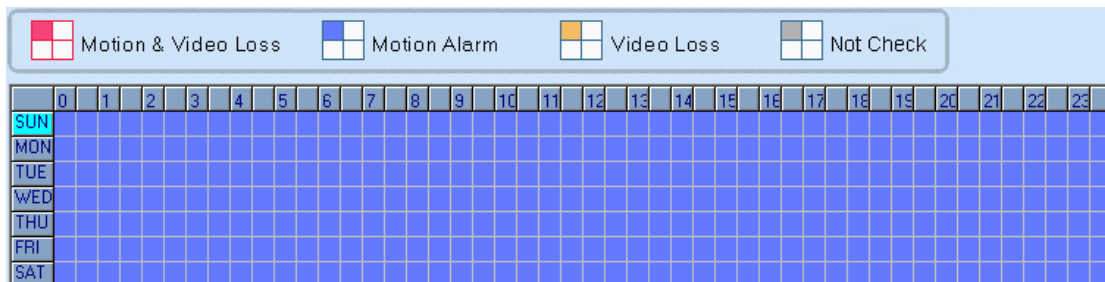 Motion & Video Loss Motion Alarm Video Loss Not Check
0 1 2 3 4 5 6 7 8 9 10 11 12 13 14 15 16 17 18 19 20 21 22 23
SUN
MON
TUE
WED
THU
FRI
SAT